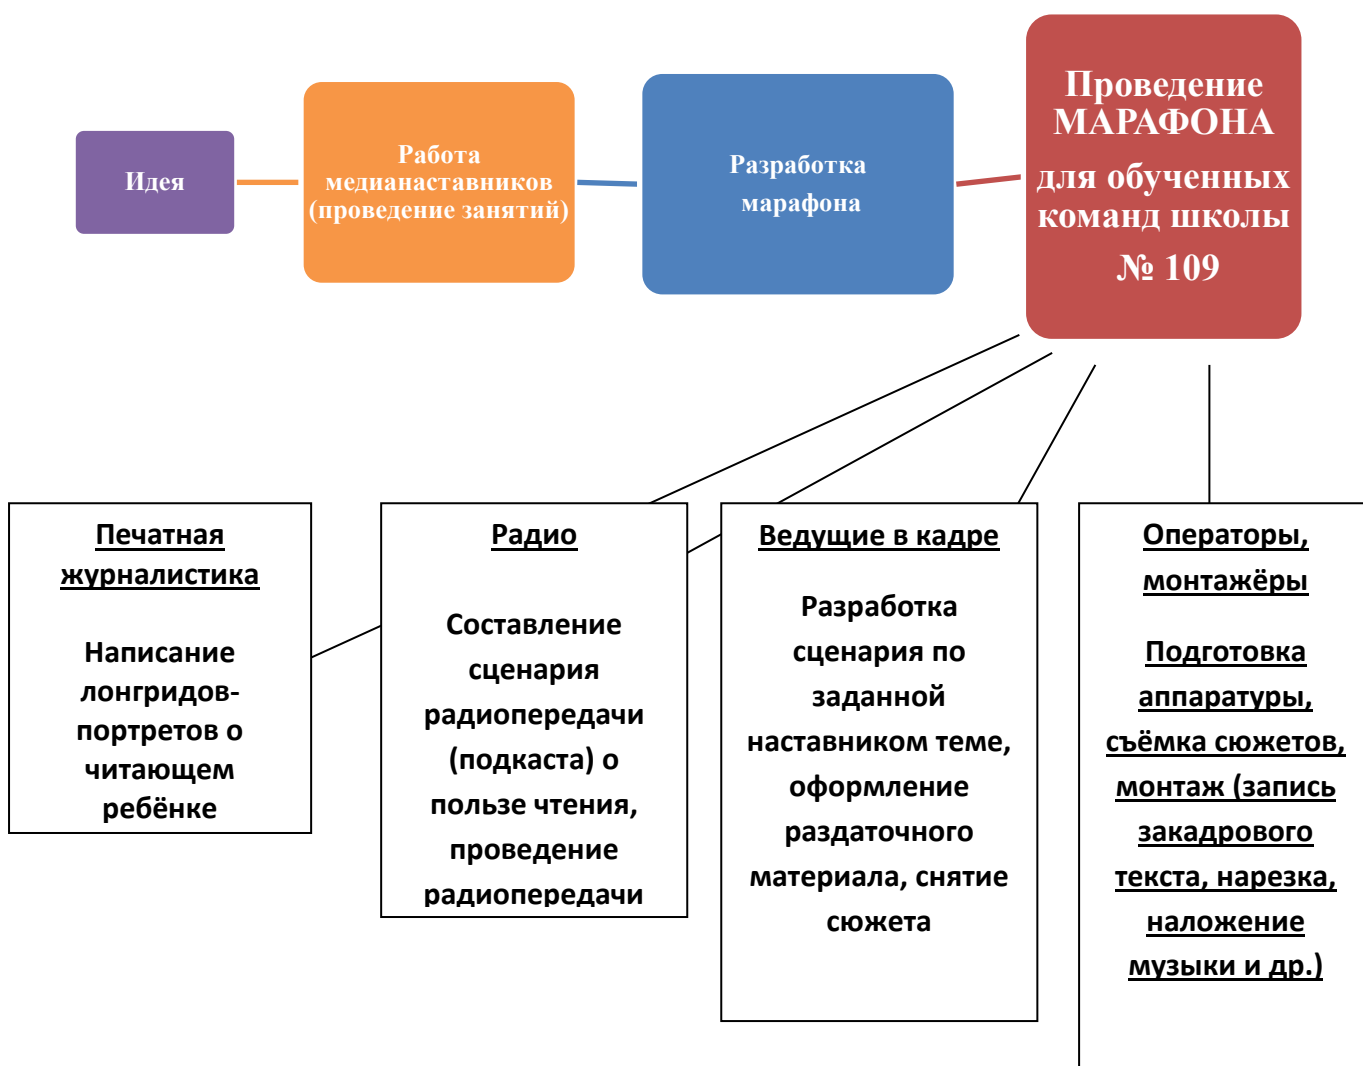 Идея
Работа
медианаставников
(проведение занятий)
Разработка
марафона
Проведение
МАРАФОНА
для обученных
команд школы
№ 109
Печатная
журналистика
Написание
лонгридов-
портретов о
читающем
ребёнке
Радио
Составление
сценария
радиопередачи
(подкаста) о
пользе чтения,
проведение
радиопередачи
Ведущие в кадре
Разработка
сценария по
заданной
наставником теме,
оформление
раздаточного
материала, снятие
сюжета
Операторы,
монтажёры
Подготовка
аппаратуры,
съёмка сюжетов,
монтаж (запись
закадрового
текста, нарезка,
наложение
музыки и др.)